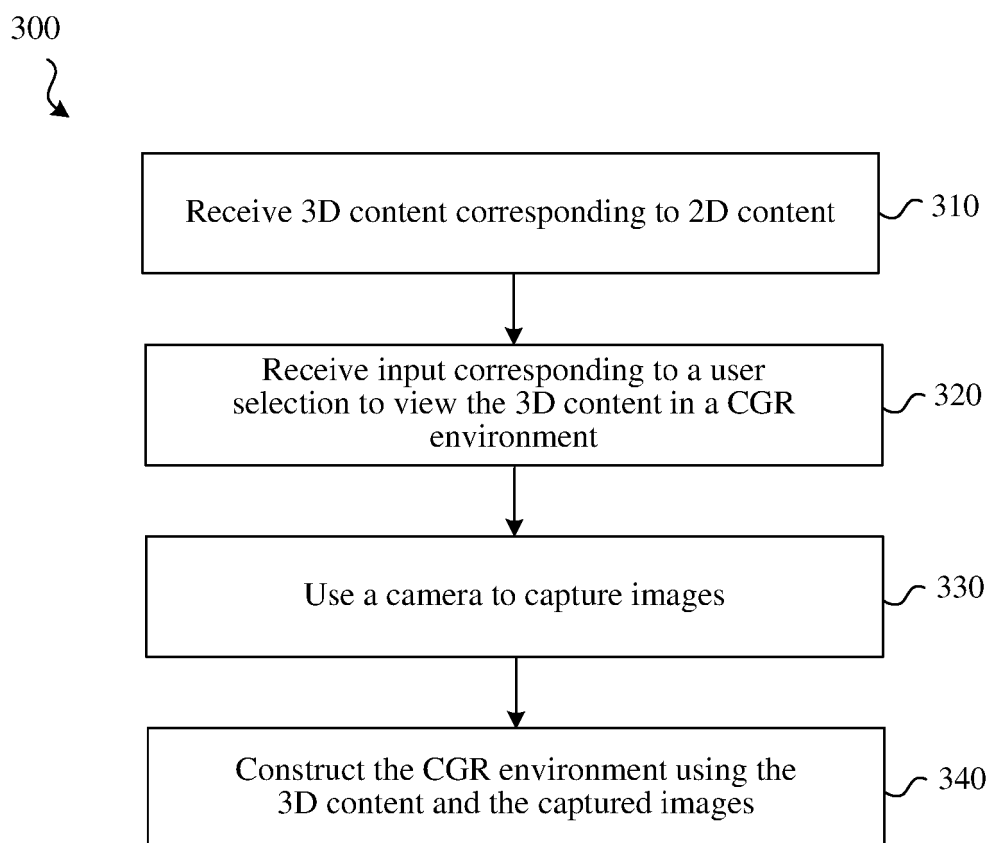 300
Receive 3D content corresponding to 2D content
310
Receive input corresponding to a user
selection to view the 3D content in a CGR
environment
320
Use a camera to capture images
330
Construct the CGR environment using the
3D content and the captured images
340